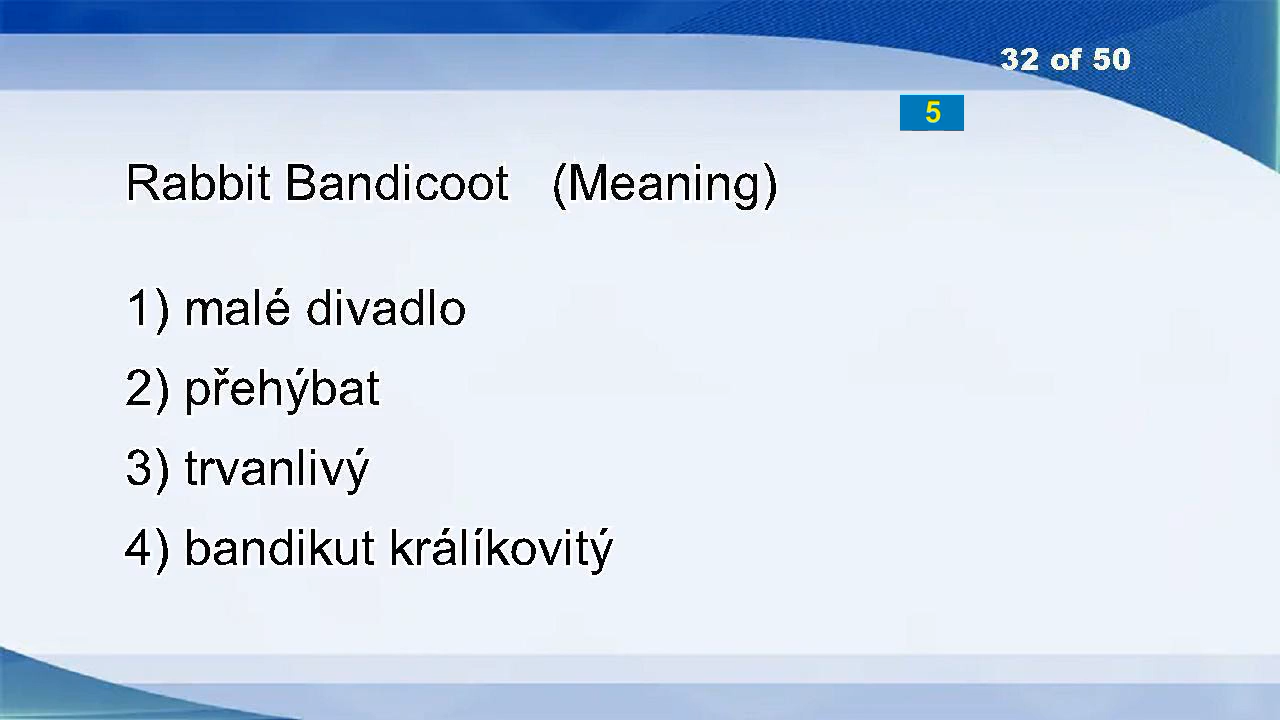 32 of 50
5
Rabbit Bandicoot (Meaning)
1) malé divadlo
2) přehýbat
3) trvanlivý
4) bandikut králíkovitý